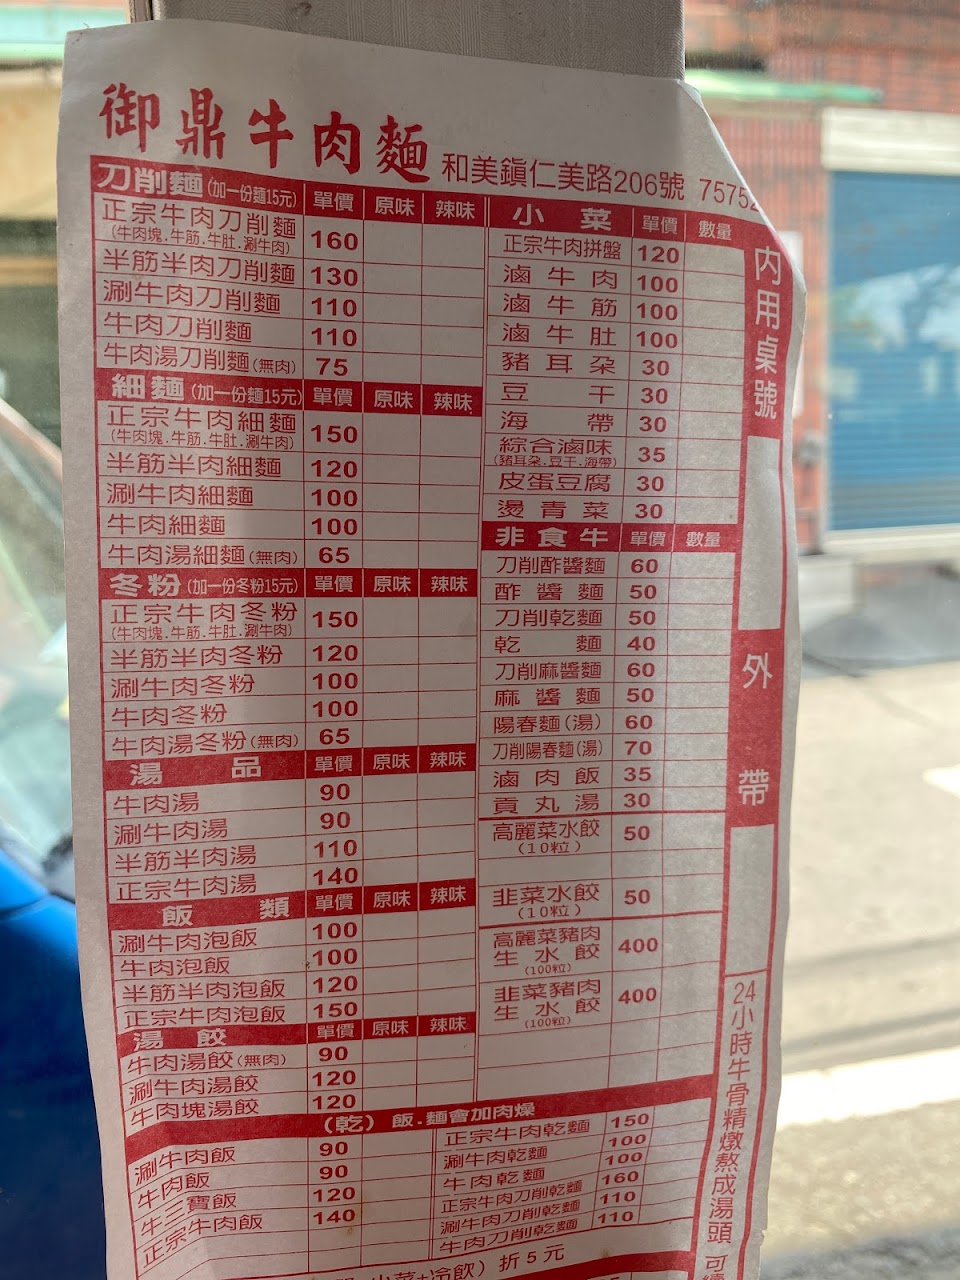 御鼎牛肉麵
和美鎮仁美路206號 7575
刀削麵 (加一份麵15元) 單價 原味 辣味
正宗牛肉刀削麵 160
(牛肉塊.牛筋.牛肚.涮牛肉)
半筋半肉刀削麵 130
涮牛肉刀削麵 110
牛肉刀削麵 110
牛肉湯刀削麵(無肉) 75
細麵 (加一份麵15元) 單價 原味 辣味
正宗牛肉細麵 150
(牛肉塊.牛筋.牛肚.涮牛肉)
半筋半肉細麵 120
涮牛肉細麵 100
牛肉細麵 100
牛肉湯細麵(無肉) 65
冬粉 (加一份冬粉15元) 單價 原味 辣味
正宗牛肉冬粉 150
(牛肉塊.牛筋.牛肚.涮牛肉)
半筋半肉冬粉 120
涮牛肉冬粉 100
牛肉冬粉 100
牛肉湯冬粉(無肉) 65
湯品 單價 原味 辣味
牛肉湯 90
涮牛肉湯 90
半筋半肉湯 110
正宗牛肉湯 140
飯類 單價 原味 辣味
涮牛肉泡飯 100
牛肉泡飯 100
半筋半肉泡飯 120
正宗牛肉泡飯 150
湯餃 單價 原味 辣味
牛肉湯餃(無肉) 90
涮牛肉湯餃 120
牛肉塊湯餃 120
小菜 單價 數量
正宗牛肉拼盤 120
滷牛肉 100
滷牛筋 100
滷牛肚 100
豬耳朵 30
豆干 30
海帶 30
綜合滷味 35
(豬耳朵.豆干.海帶)
皮蛋豆腐 30
燙青菜 30
非食牛 單價 數量
刀削酢醬麵 60
酢醬麵 50
刀削乾麵 50
乾麵 40
刀削麻醬麵 60
麻醬麵 50
陽春麵(湯) 60
刀削陽春麵(湯) 70
滷肉飯 35
貢丸湯 30
高麗菜水餃 50
(10粒)
韭菜水餃 50
(10粒)
高麗菜豬肉
生水餃 400
(100粒)
韭菜豬肉
生水餃 400
(100粒)
(乾)飯.麵會加肉燥
涮牛肉飯 90
牛肉飯 90
牛三寶飯 120
正宗牛肉飯 140
正宗牛肉乾麵 150
涮牛肉乾麵 100
牛肉乾麵 100
正宗牛肉刀削乾麵 160
涮牛肉刀削乾麵 110
牛肉刀削乾麵 110
小菜+冷飲)折5元
內用桌號
外帶
24小時牛骨精燉熬成湯頭 可